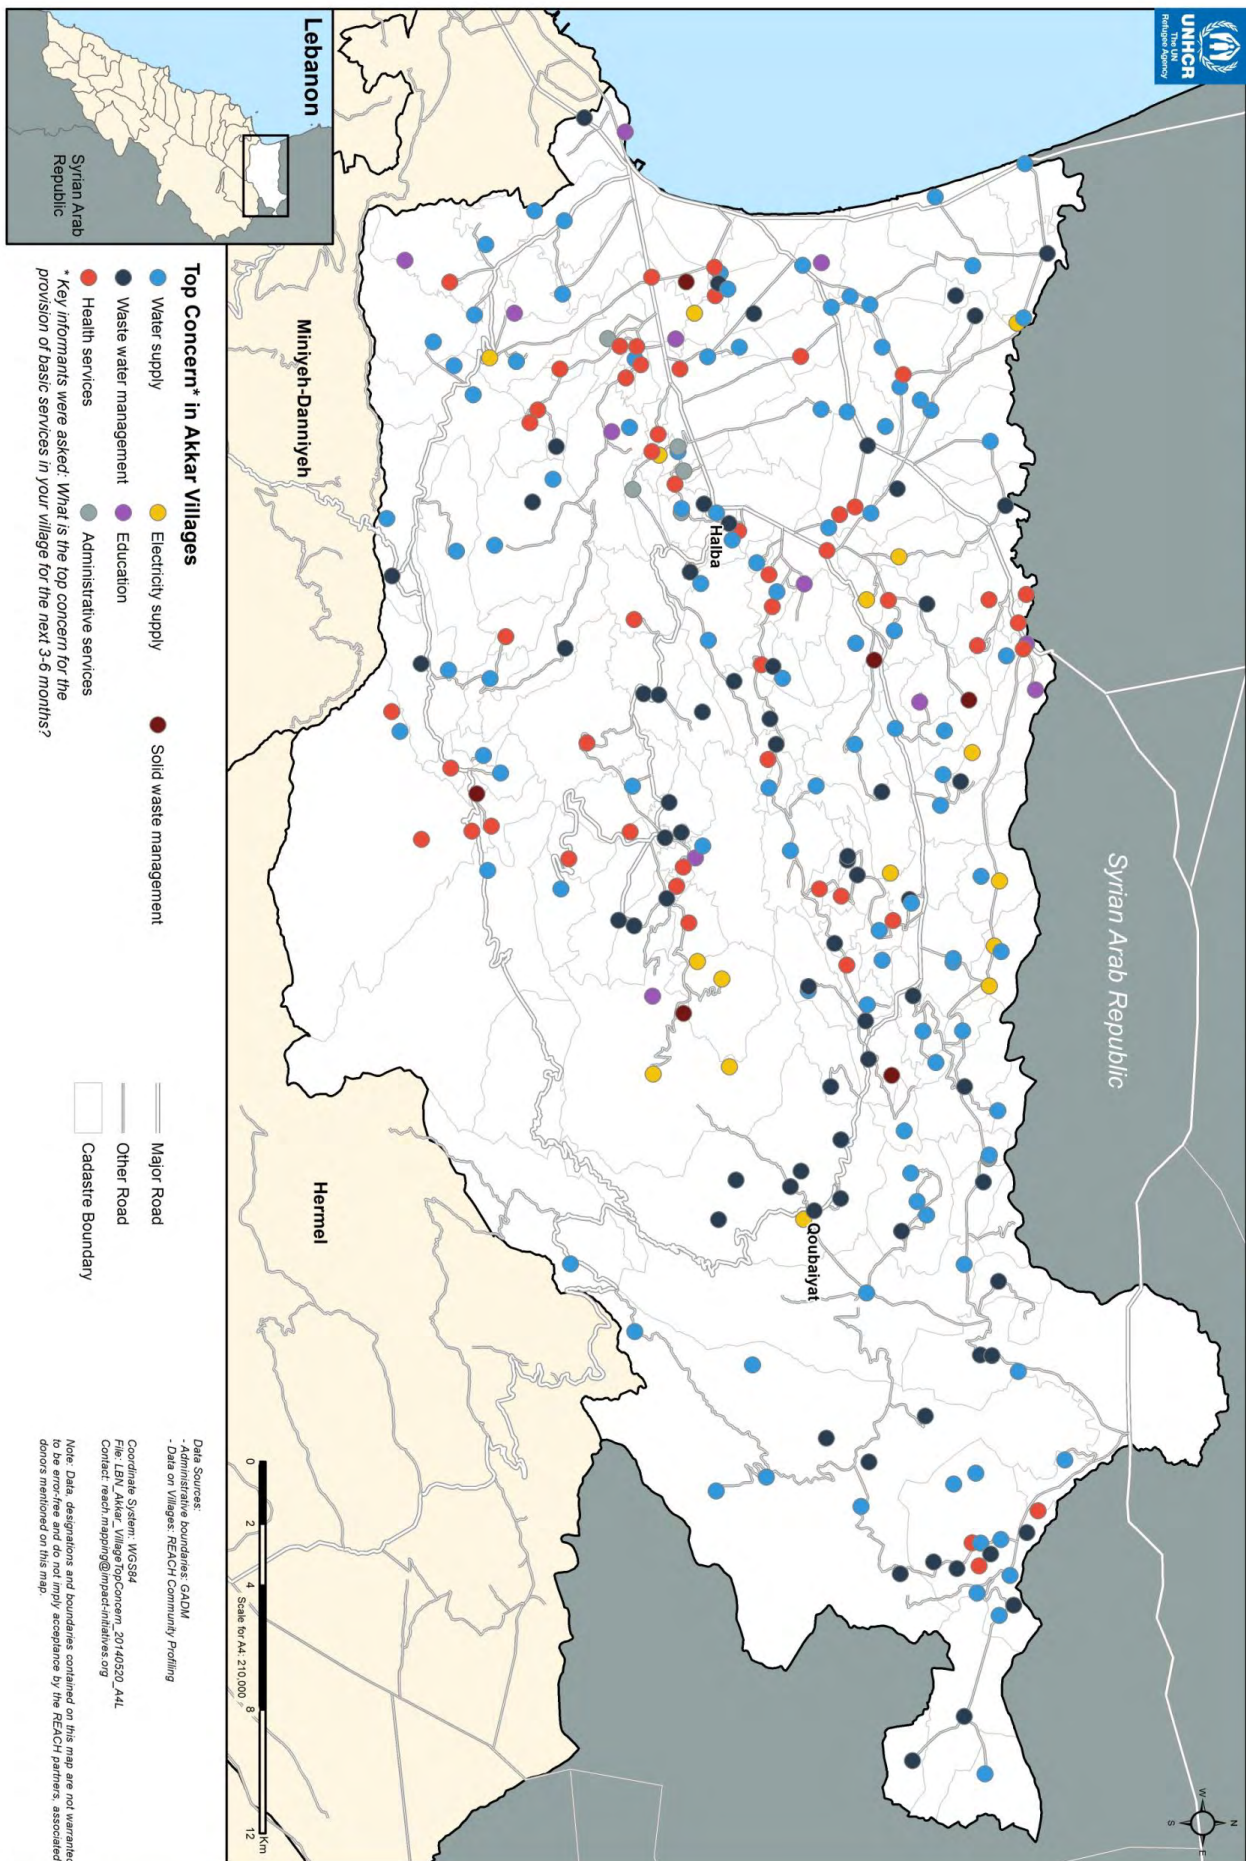 UNHCR
The UN
Refugee Agency
Lebanon
Syrian Arab
Republic
Syrian Arab Republic
N
W
E
S
Halba
Qoubaiyat
Miniyeh-Danniyeh
Hermel
Top Concern* in Akkar Villages
Water supply
Electricity supply
Solid waste management
Waste water management
Education
Health services
Administrative services
* Key informants were asked: What is the top concern for the
provision of basic services in your village for the next 3-6 months?
Major Road
Other Road
Cadastre Boundary
Data Sources:
- Administrative boundaries: GADM
- Data on Villages: REACH Community Profiling
Coordinate System: WGS84
File: LBN_Akkar_VillageTopConcern_20140520_A4L
Contact: reach.mapping@impact-initiatives.org
Note: Data, designations and boundaries contained on this map are not warranted
to be error-free and do not imply acceptance by the REACH partners, associated
donors mentioned on this map.
Scale for A4: 210,000
0 2 4 8 12
Km